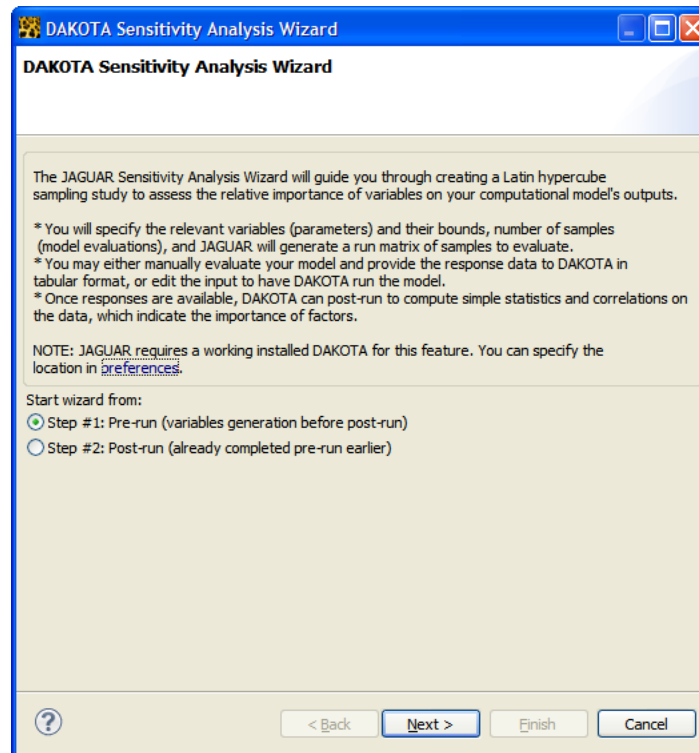 DAKOTA Sensitivity Analysis Wizard
DAKOTA Sensitivity Analysis Wizard
The JAGUAR Sensitivity Analysis Wizard will guide you through creating a Latin hypercube
sampling study to assess the relative importance of variables on your computational model's outputs.
* You will specify the relevant variables (parameters) and their bounds, number of samples
(model evaluations), and JAGUAR will generate a run matrix of samples to evaluate.
* You may either manually evaluate your model and provide the response data to DAKOTA in
tabular format, or edit the input to have DAKOTA run the model.
* Once responses are available, DAKOTA can post-run to compute simple statistics and correlations on
the data, which indicate the importance of factors.
NOTE: JAGUAR requires a working installed DAKOTA for this feature. You can specify the
location in preferences.
Start wizard from:
Step #1: Pre-run (variables generation before post-run)
Step #2: Post-run (already completed pre-run earlier)
? < Back Next > Finish Cancel